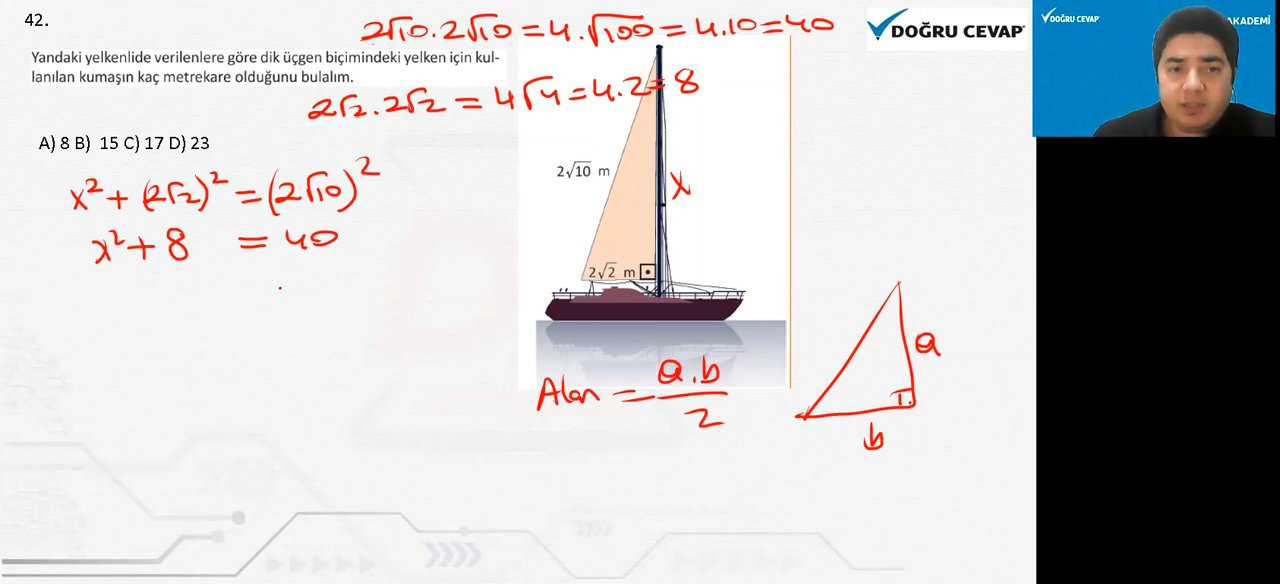 42.
2√10.2√10=4.√100=4.10=40
DOĞRU CEVAP
DOĞRU CEVAP
AKADEMİ
Yandaki yelkenlide verilenlere göre dik üçgen biçimindeki yelken için kul-
lanılan kumaşın kaç metrekare olduğunu bulalım.
2√2.2√2=4√4=4.2=8
A) 8 B) 15 C) 17 D) 23
x²+(2√2)²=(2√10)²
x²+8 =40
2√10 m
x
2√2 m
Alan = a.b/2
a
b